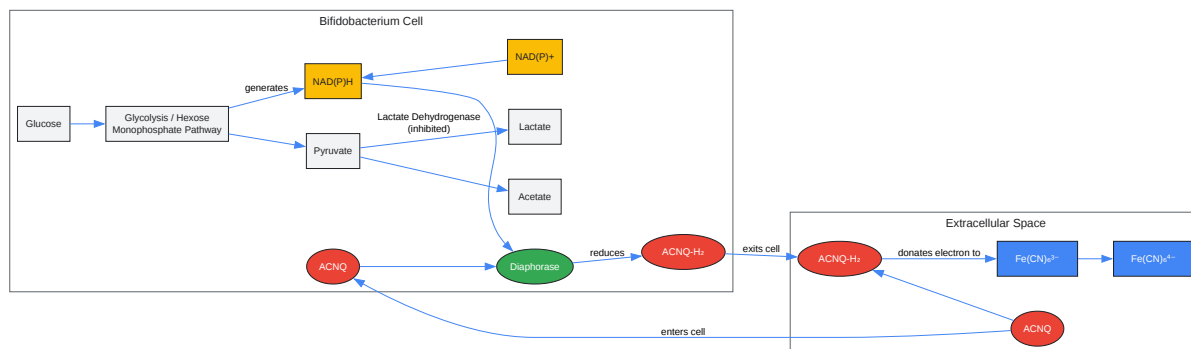 Bifidobacterium Cell
NAD(P)+
NAD(P)H
generates
Glucose
Glycolysis / Hexose
Monophosphate Pathway
Lactate Dehydrogenase
(inhibited)
Lactate
Pyruvate
Acetate
ACNQ
Diaphorase
reduces
ACNQ-H₂
exits cell
Extracellular Space
ACNQ-H₂
donates electron to
Fe(CN)₆³⁻
Fe(CN)₆⁴⁻
ACNQ
enters cell